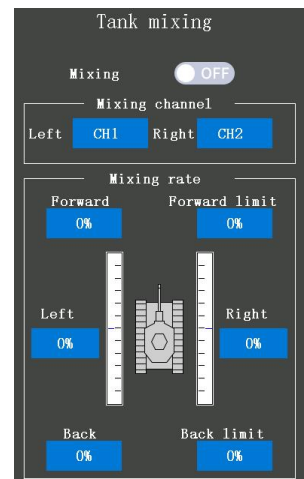 Tank mixing
Mixing OFF
Mixing channel
Left CH1 Right CH2
Mixing rate
Forward Forward limit
0% 0%
Left Right
0% 0%
Back Back limit
0% 0%